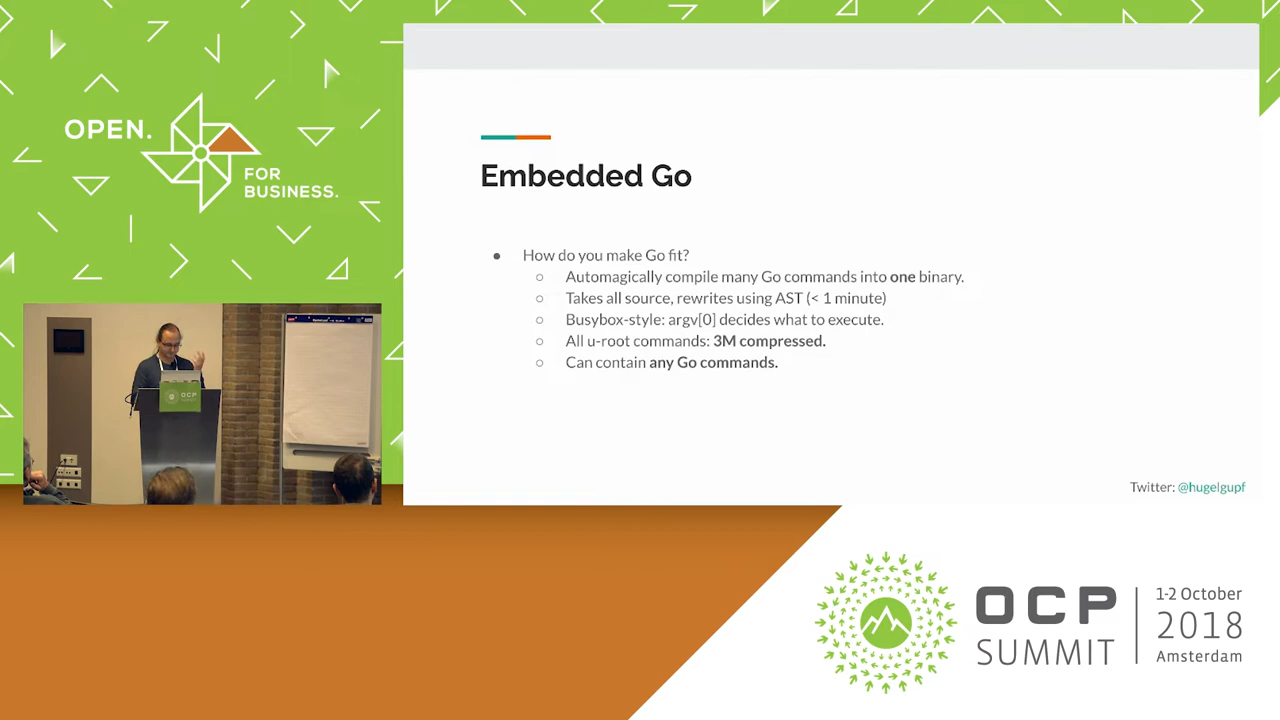 OPEN.
FOR
BUSINESS.
Embedded Go
● How do you make Go fit?
○ Automagically compile many Go commands into one binary.
○ Takes all source, rewrites using AST (< 1 minute)
○ Busybox-style: argv[0] decides what to execute.
○ All u-root commands: 3M compressed.
○ Can contain any Go commands.
Twitter: @hugelgupf
OCP
SUMMIT
OCP
SUMMIT
1-2 October
2018
Amsterdam